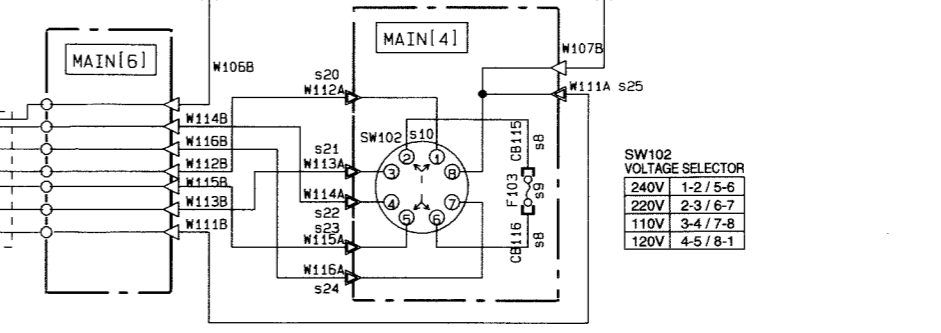 MAIN[6]
W106B
W114B
W116B
W112B
W115B
W113B
W111B
MAIN[4]
W107B
W111A s25
s20
W112A
s21
W113A
W114A
s22
s23
W115A
W116A
s24
SW102 s10
2 1
3 8
4 7
5 6
CB115 s8
F103 s9
CB116 s8
SW102
VOLTAGE SELECTOR
240V 1-2 / 5-6
220V 2-3 / 6-7
110V 3-4 / 7-8
120V 4-5 / 8-1